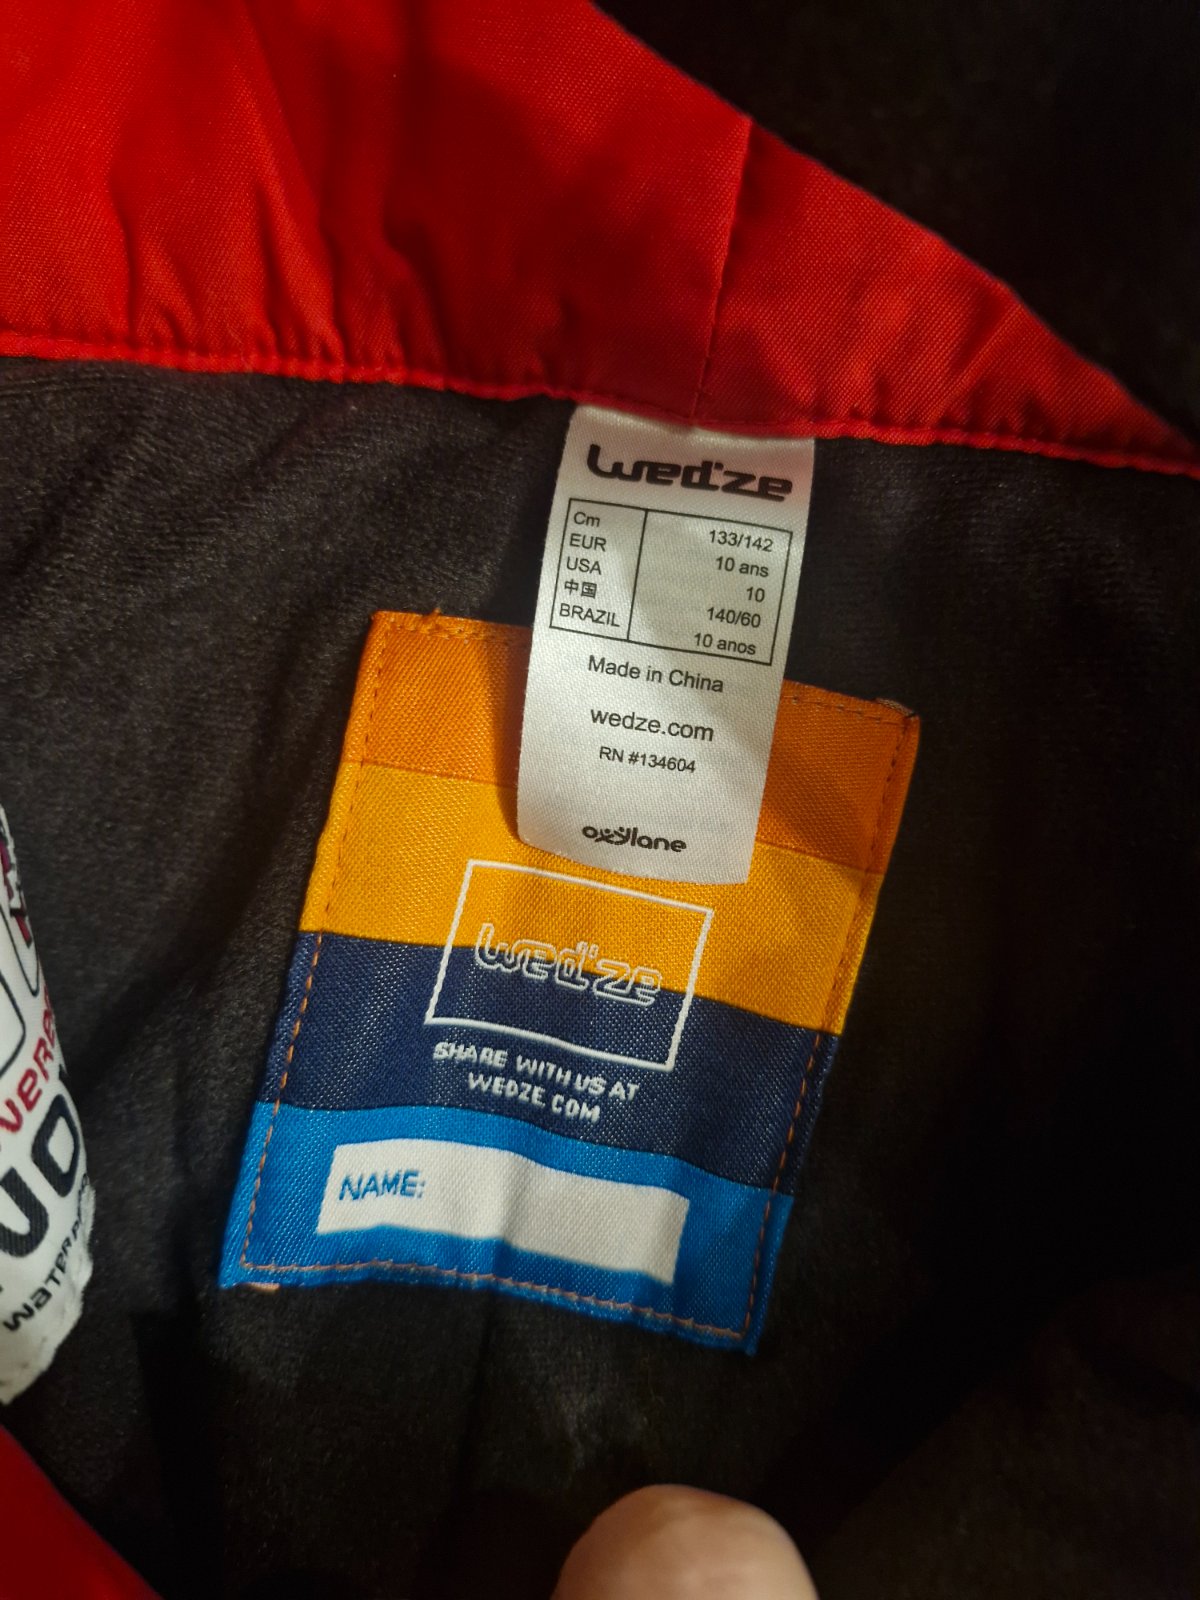 wed'ze
Cm 133/142
EUR 10 ans
USA 10
中国 140/60
BRAZIL 10 anos
Made in China
wedze.com
RN #134604
oxylane
wed'ze
SHARE WITH US AT
WEDZE.COM
NAME: